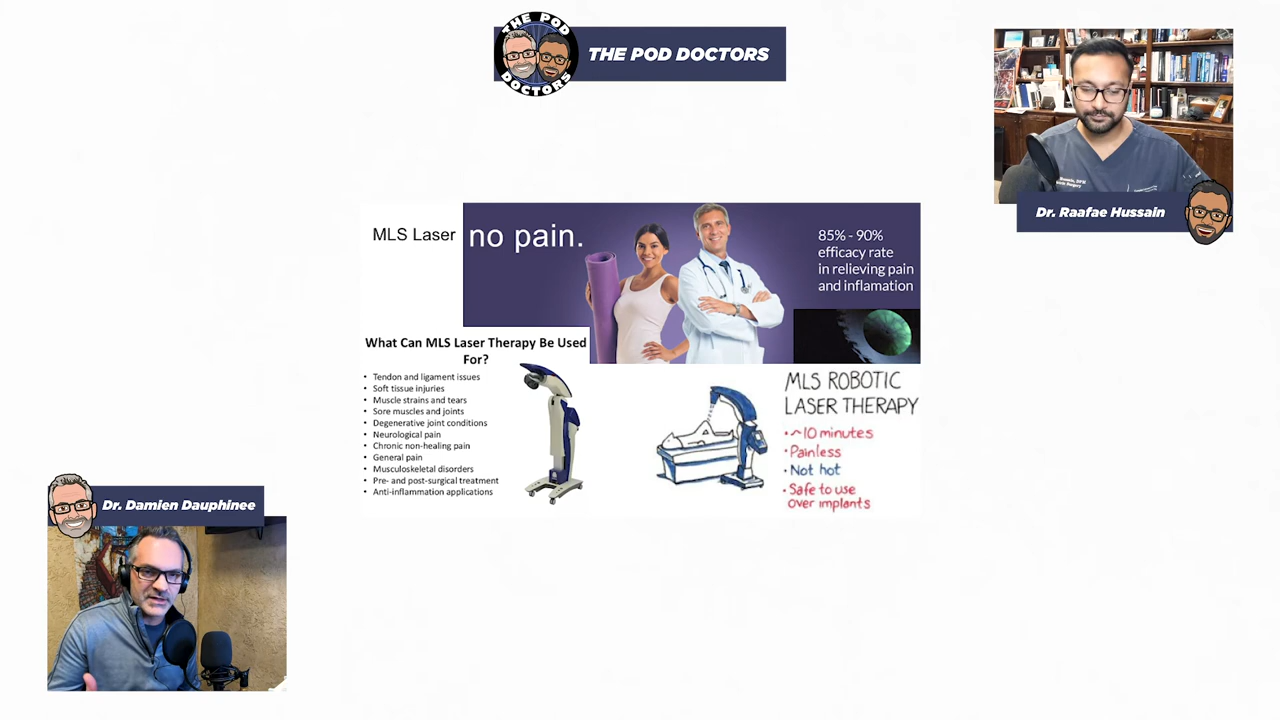 THE POD
DOCTORS
THE POD DOCTORS
Dr. Raafae Hussain
MLS Laser
no pain.
85% - 90%
efficacy rate
in relieving pain
and inflamation
What Can MLS Laser Therapy Be Used
For?
• Tendon and ligament issues
• Soft tissue injuries
• Muscle strains and tears
• Sore muscles and joints
• Degenerative joint conditions
• Neurological pain
• Chronic non-healing pain
• General pain
• Musculoskeletal disorders
• Pre- and post-surgical treatment
• Anti-inflammation applications
MLS ROBOTIC
LASER THERAPY
• ~10 minutes
• Painless
• Not hot
• Safe to use
over implants
Dr. Damien Dauphinee